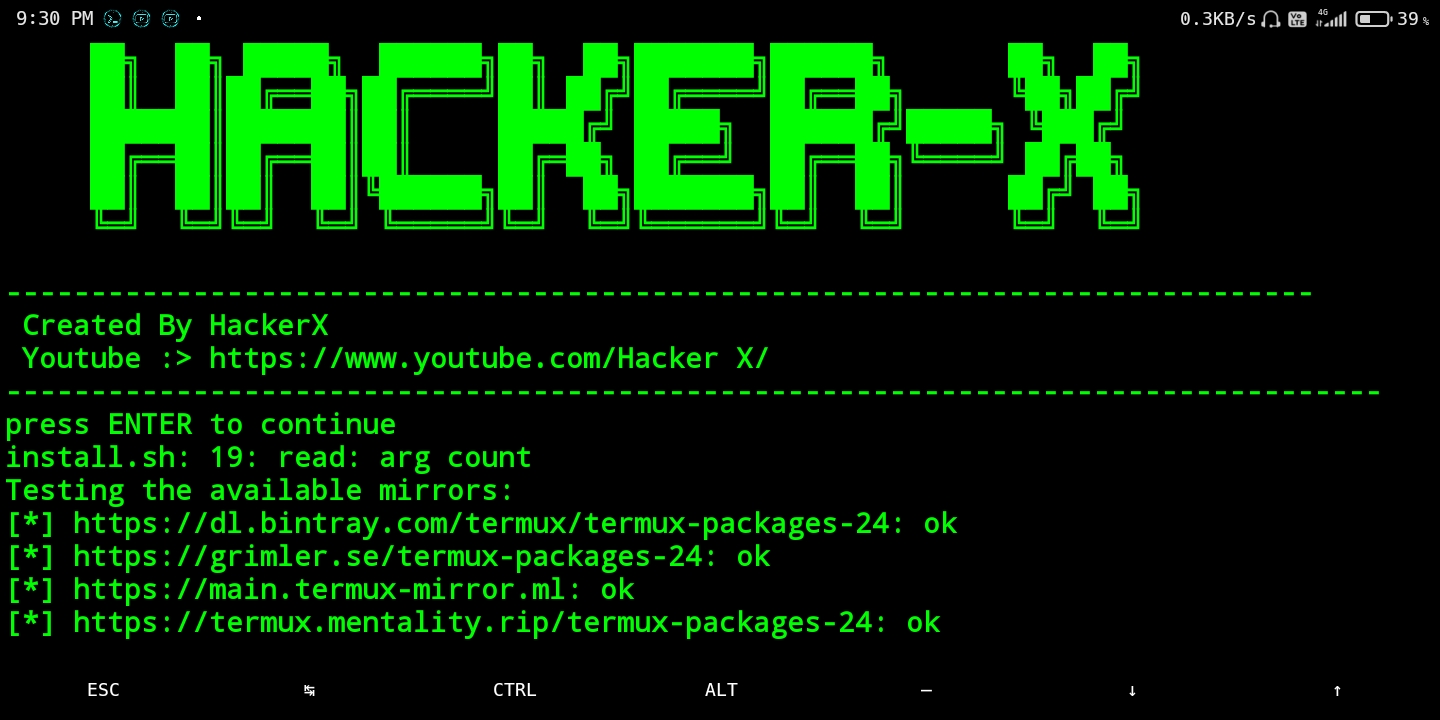 9:30 PM 0.3KB/s Vo LTE 4G 39 %
HACKER-X
--------------------------------------------------------------------------------
Created By HackerX
Youtube :> https://www.youtube.com/Hacker X/
--------------------------------------------------------------------------------
press ENTER to continue
install.sh: 19: read: arg count
Testing the available mirrors:
[*] https://dl.bintray.com/termux/termux-packages-24: ok
[*] https://grimler.se/termux-packages-24: ok
[*] https://main.termux-mirror.ml: ok
[*] https://termux.mentality.rip/termux-packages-24: ok
ESC ↹ CTRL ALT — ↓ ↑